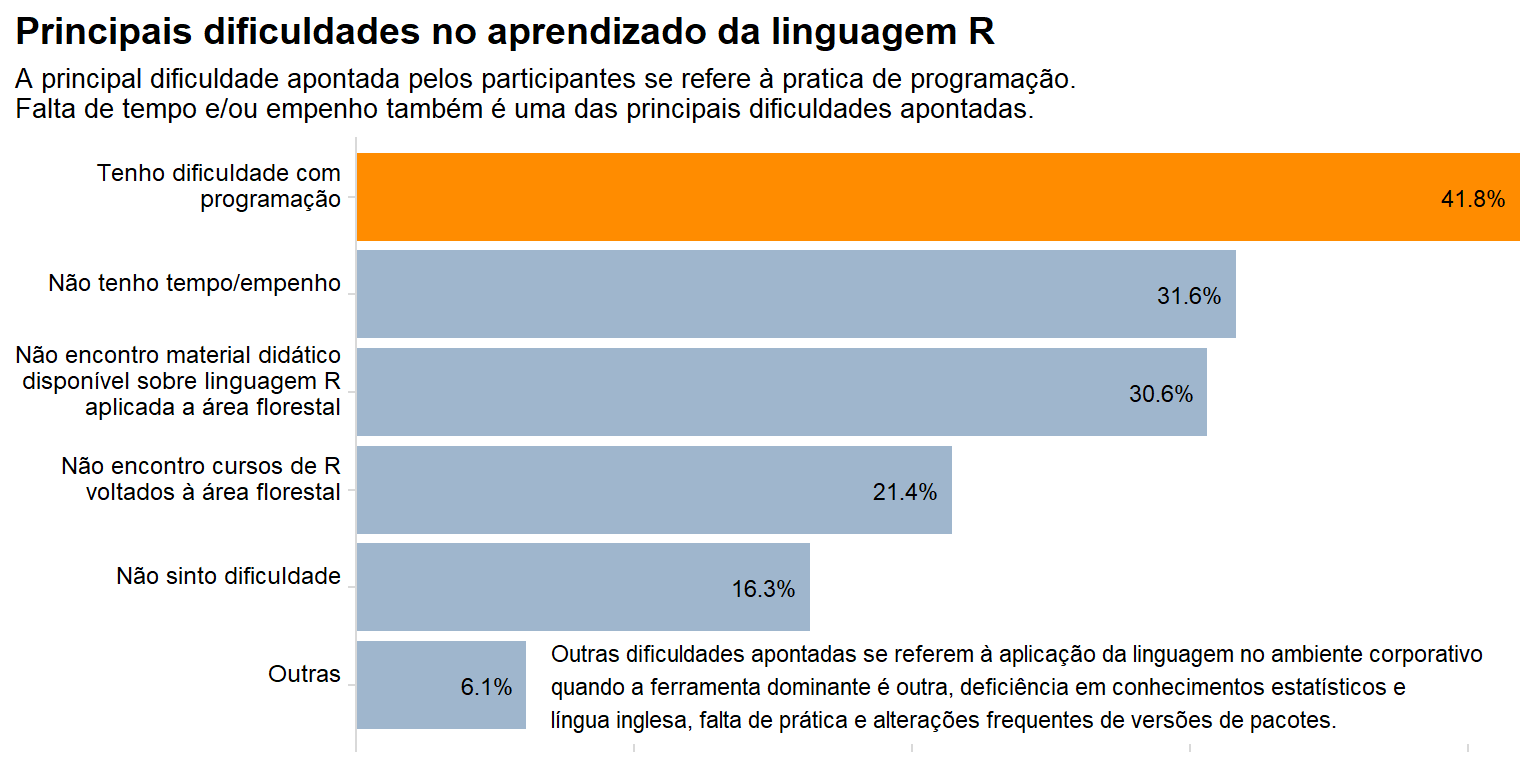 Principais dificuldades no aprendizado da linguagem R
A principal dificuldade apontada pelos participantes se refere à pratica de programação.
Falta de tempo e/ou empenho também é uma das principais dificuldades apontadas.
Tenho dificuldade com
programação
41.8%
Não tenho tempo/empenho
31.6%
Não encontro material didático
disponível sobre linguagem R
aplicada a área florestal
30.6%
Não encontro cursos de R
voltados à área florestal
21.4%
Não sinto dificuldade
16.3%
Outras
6.1%
Outras dificuldades apontadas se referem à aplicação da linguagem no ambiente corporativo
quando a ferramenta dominante é outra, deficiência em conhecimentos estatísticos e
língua inglesa, falta de prática e alterações frequentes de versões de pacotes.